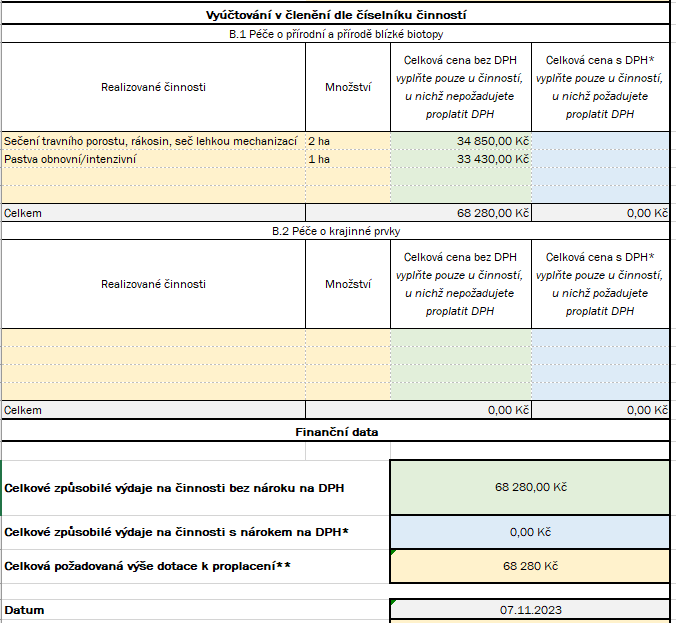 Vyúčtování v členění dle číselníku činností
B.1 Péče o přírodní a přírodě blízké biotopy
Realizované činnosti
Množství
Celková cena bez DPH
vyplňte pouze u činností,
u nichž nepožadujete
proplatit DPH
Celková cena s DPH*
vyplňte pouze u činností,
u nichž požadujete
proplatit DPH
Sečení travního porostu, rákosin, seč lehkou mechanizací 2 ha 34 850,00 Kč
Pastva obnovní/intenzivní 1 ha 33 430,00 Kč
Celkem 68 280,00 Kč 0,00 Kč
B.2 Péče o krajinné prvky
Realizované činnosti
Množství
Celková cena bez DPH
vyplňte pouze u činností,
u nichž nepožadujete
proplatit DPH
Celková cena s DPH*
vyplňte pouze u činností,
u nichž požadujete
proplatit DPH
Celkem 0,00 Kč 0,00 Kč
Finanční data
Celkové způsobilé výdaje na činnosti bez nároku na DPH 68 280,00 Kč
Celkové způsobilé výdaje na činnosti s nárokem na DPH* 0,00 Kč
Celková požadovaná výše dotace k proplacení** 68 280 Kč
Datum 07.11.2023